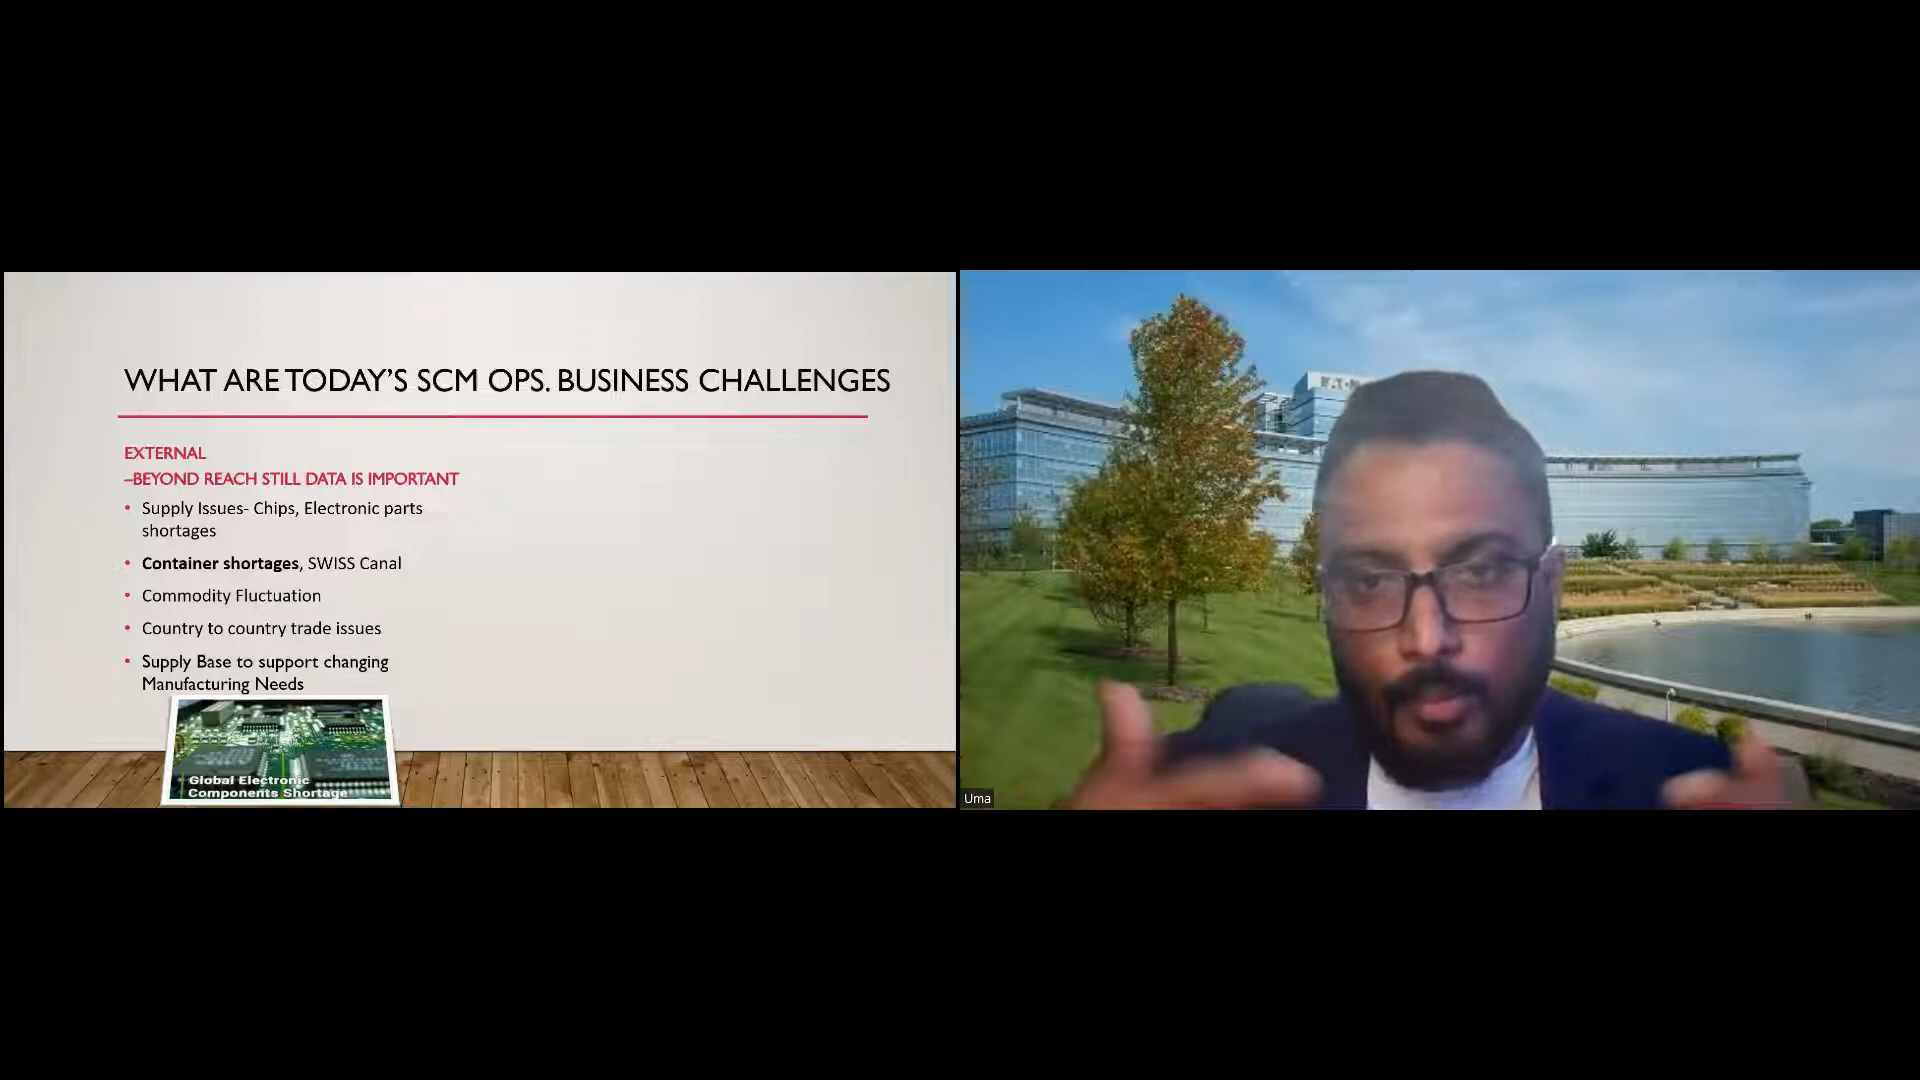 WHAT ARE TODAY’S SCM OPS. BUSINESS CHALLENGES
EXTERNAL
–BEYOND REACH STILL DATA IS IMPORTANT
• Supply Issues- Chips, Electronic parts
shortages
• Container shortages, SWISS Canal
• Commodity Fluctuation
• Country to country trade issues
• Supply Base to support changing
Manufacturing Needs
Global Electronic
Components Shortage
Uma